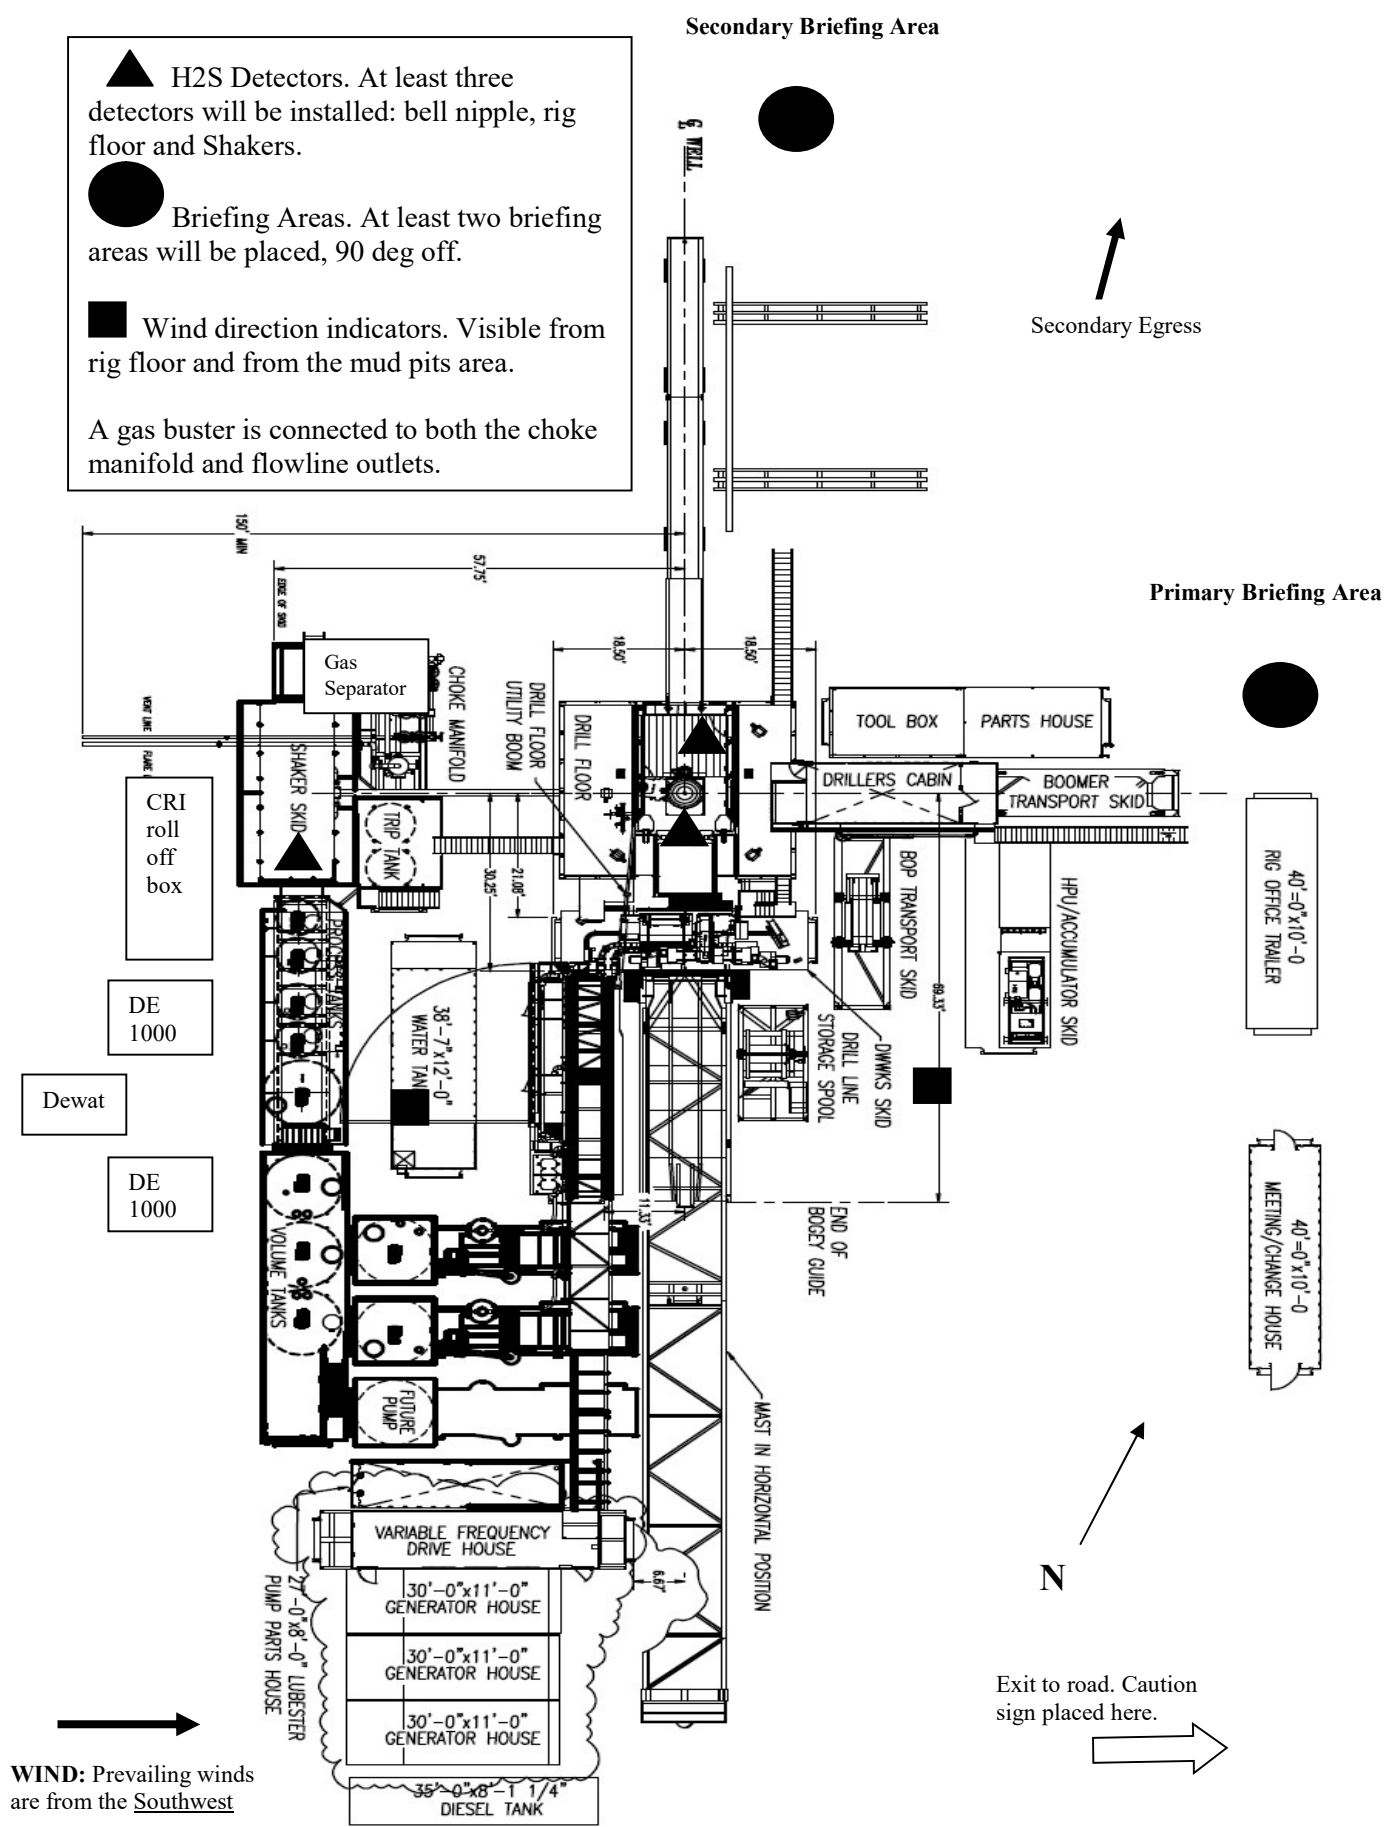 Secondary Briefing Area
H2S Detectors. At least three
detectors will be installed: bell nipple, rig
floor and Shakers.
Briefing Areas. At least two briefing
areas will be placed, 90 deg off.
Wind direction indicators. Visible from
rig floor and from the mud pits area.
A gas buster is connected to both the choke
manifold and flowline outlets.
WELL
Secondary Egress
150' MIN
57.75'
EDGE OF SKID
Primary Briefing Area
18.50'
18.50'
Gas
Separator
CHOKE MANIFOLD
DRILL FLOOR
UTILITY BOOM
DRILL FLOOR
VENT LINE
TOOL BOX
PARTS HOUSE
SHAKER SKID
DRILLERS CABIN
BOOMER
TRANSPORT SKID
CRI
roll
off
box
TRIP TANK
30.25'
21.08'
BOP TRANSPORT SKID
HPU/ACCUMULATOR SKID
40'=0"x10'-0
RIG OFFICE TRAILER
PROCESS TANKS
DE
1000
38'-7"x12'-0"
WATER TANK
69.33'
DRILL LINE
STORAGE SPOOL
DWWKS SKID
Dewat
DE
1000
VOLUME TANKS
11.33'
END OF
BOGEY GUIDE
40'=0"x10'-0
MEETING/CHANGE HOUSE
FUTURE
PUMP
MAST IN HORIZONTAL POSITION
VARIABLE FREQUENCY
DRIVE HOUSE
6.67'
N
27'-0"x8'-0" LUBESTER
PUMP PARTS HOUSE
30'-0"x11'-0"
GENERATOR HOUSE
30'-0"x11'-0"
GENERATOR HOUSE
30'-0"x11'-0"
GENERATOR HOUSE
Exit to road. Caution
sign placed here.
WIND: Prevailing winds
are from the Southwest
35'-0"x8'-1 1/4"
DIESEL TANK